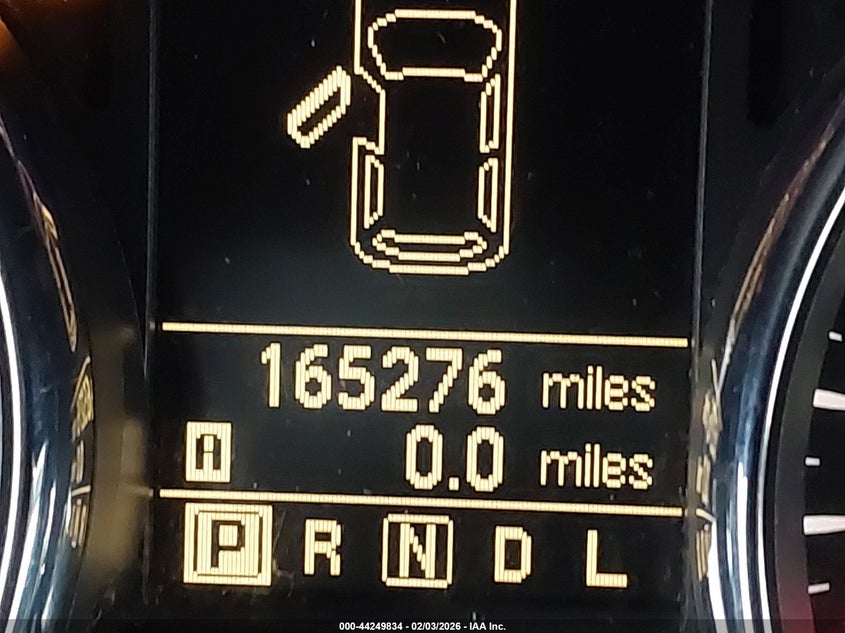 165276 miles
A 0.0 miles
P R N D L
000-44249834 - 02/03/2026 - IAA Inc.